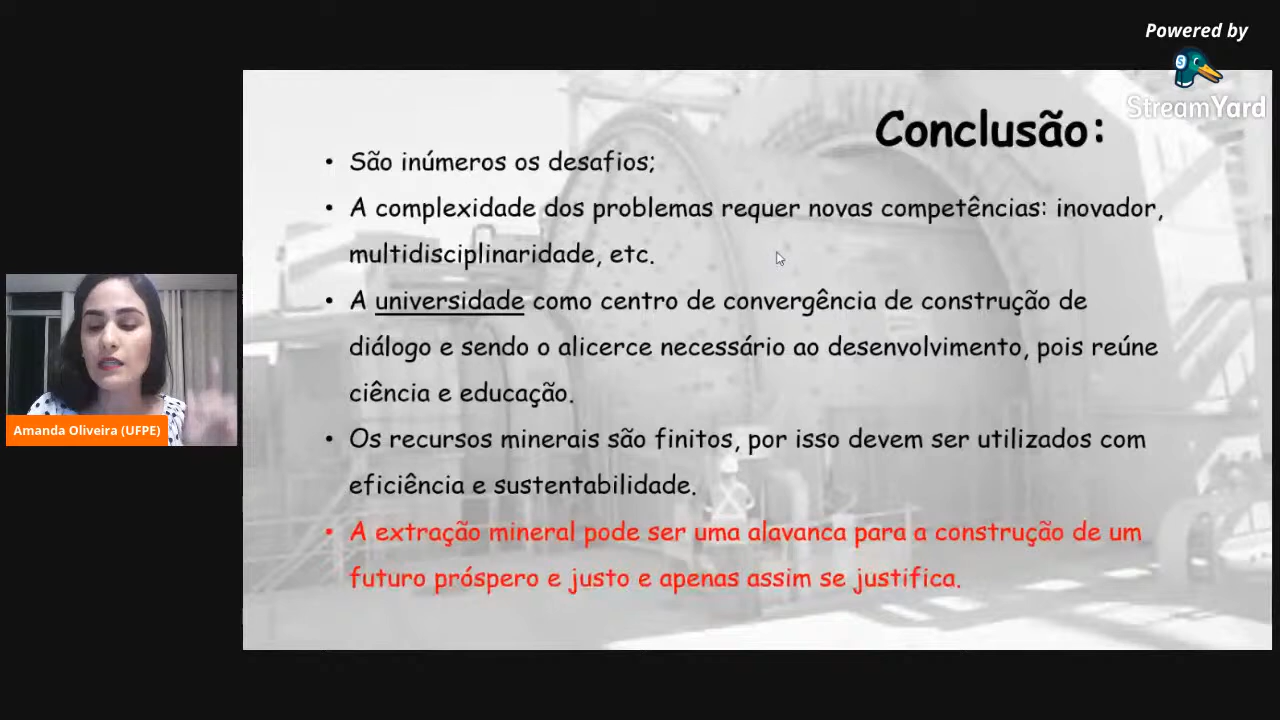 Powered by
StreamYard
Conclusão:
• São inúmeros os desafios;
• A complexidade dos problemas requer novas competências: inovador,
multidisciplinaridade, etc.
• A universidade como centro de convergência de construção de
diálogo e sendo o alicerce necessário ao desenvolvimento, pois reúne
ciência e educação.
• Os recursos minerais são finitos, por isso devem ser utilizados com
eficiência e sustentabilidade.
• A extração mineral pode ser uma alavanca para a construção de um
futuro próspero e justo e apenas assim se justifica.
Amanda Oliveira (UFPE)